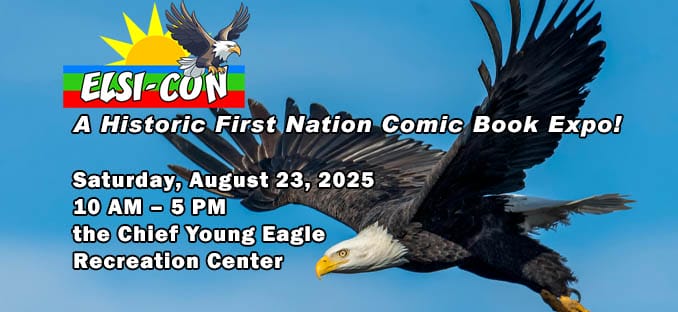 ELSI-CON
A Historic First Nation Comic Book Expo!
Saturday, August 23, 2025
10 AM – 5 PM
the Chief Young Eagle
Recreation Center